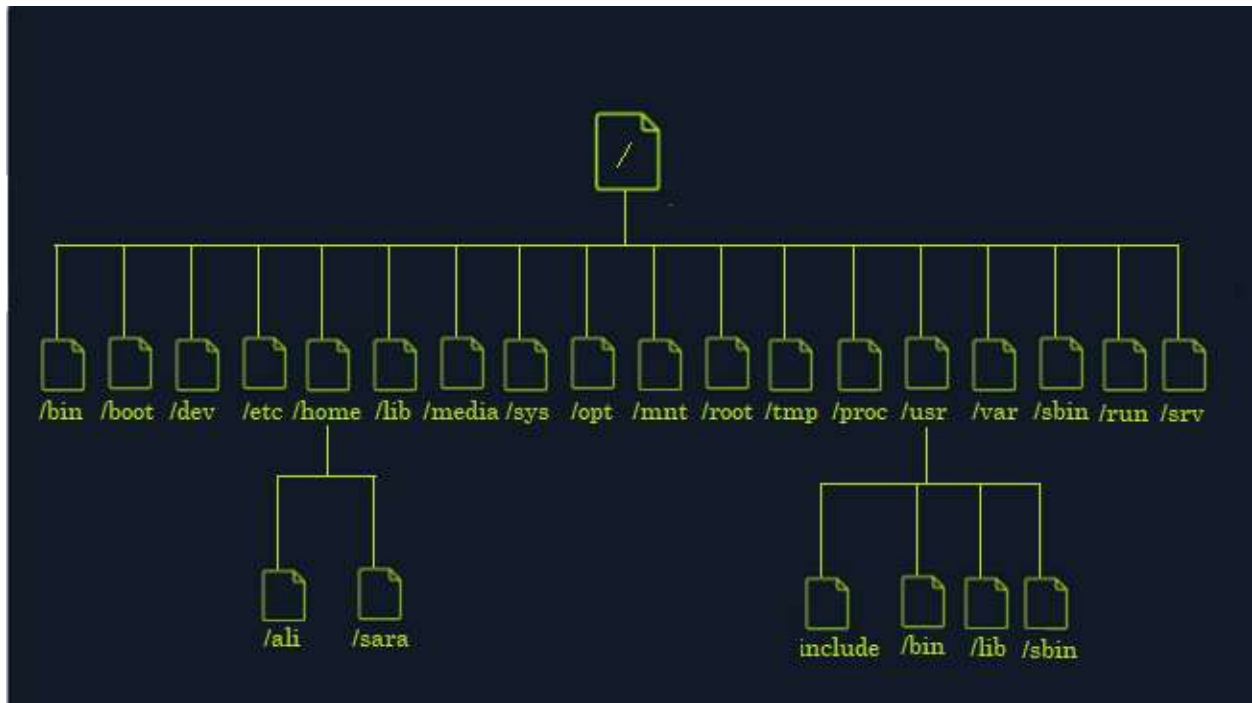 /
/bin /boot /dev /etc /home /lib /media /sys /opt /mnt /root /tmp /proc /usr /var /sbin /run /srv
/ali /sara include /bin /lib /sbin